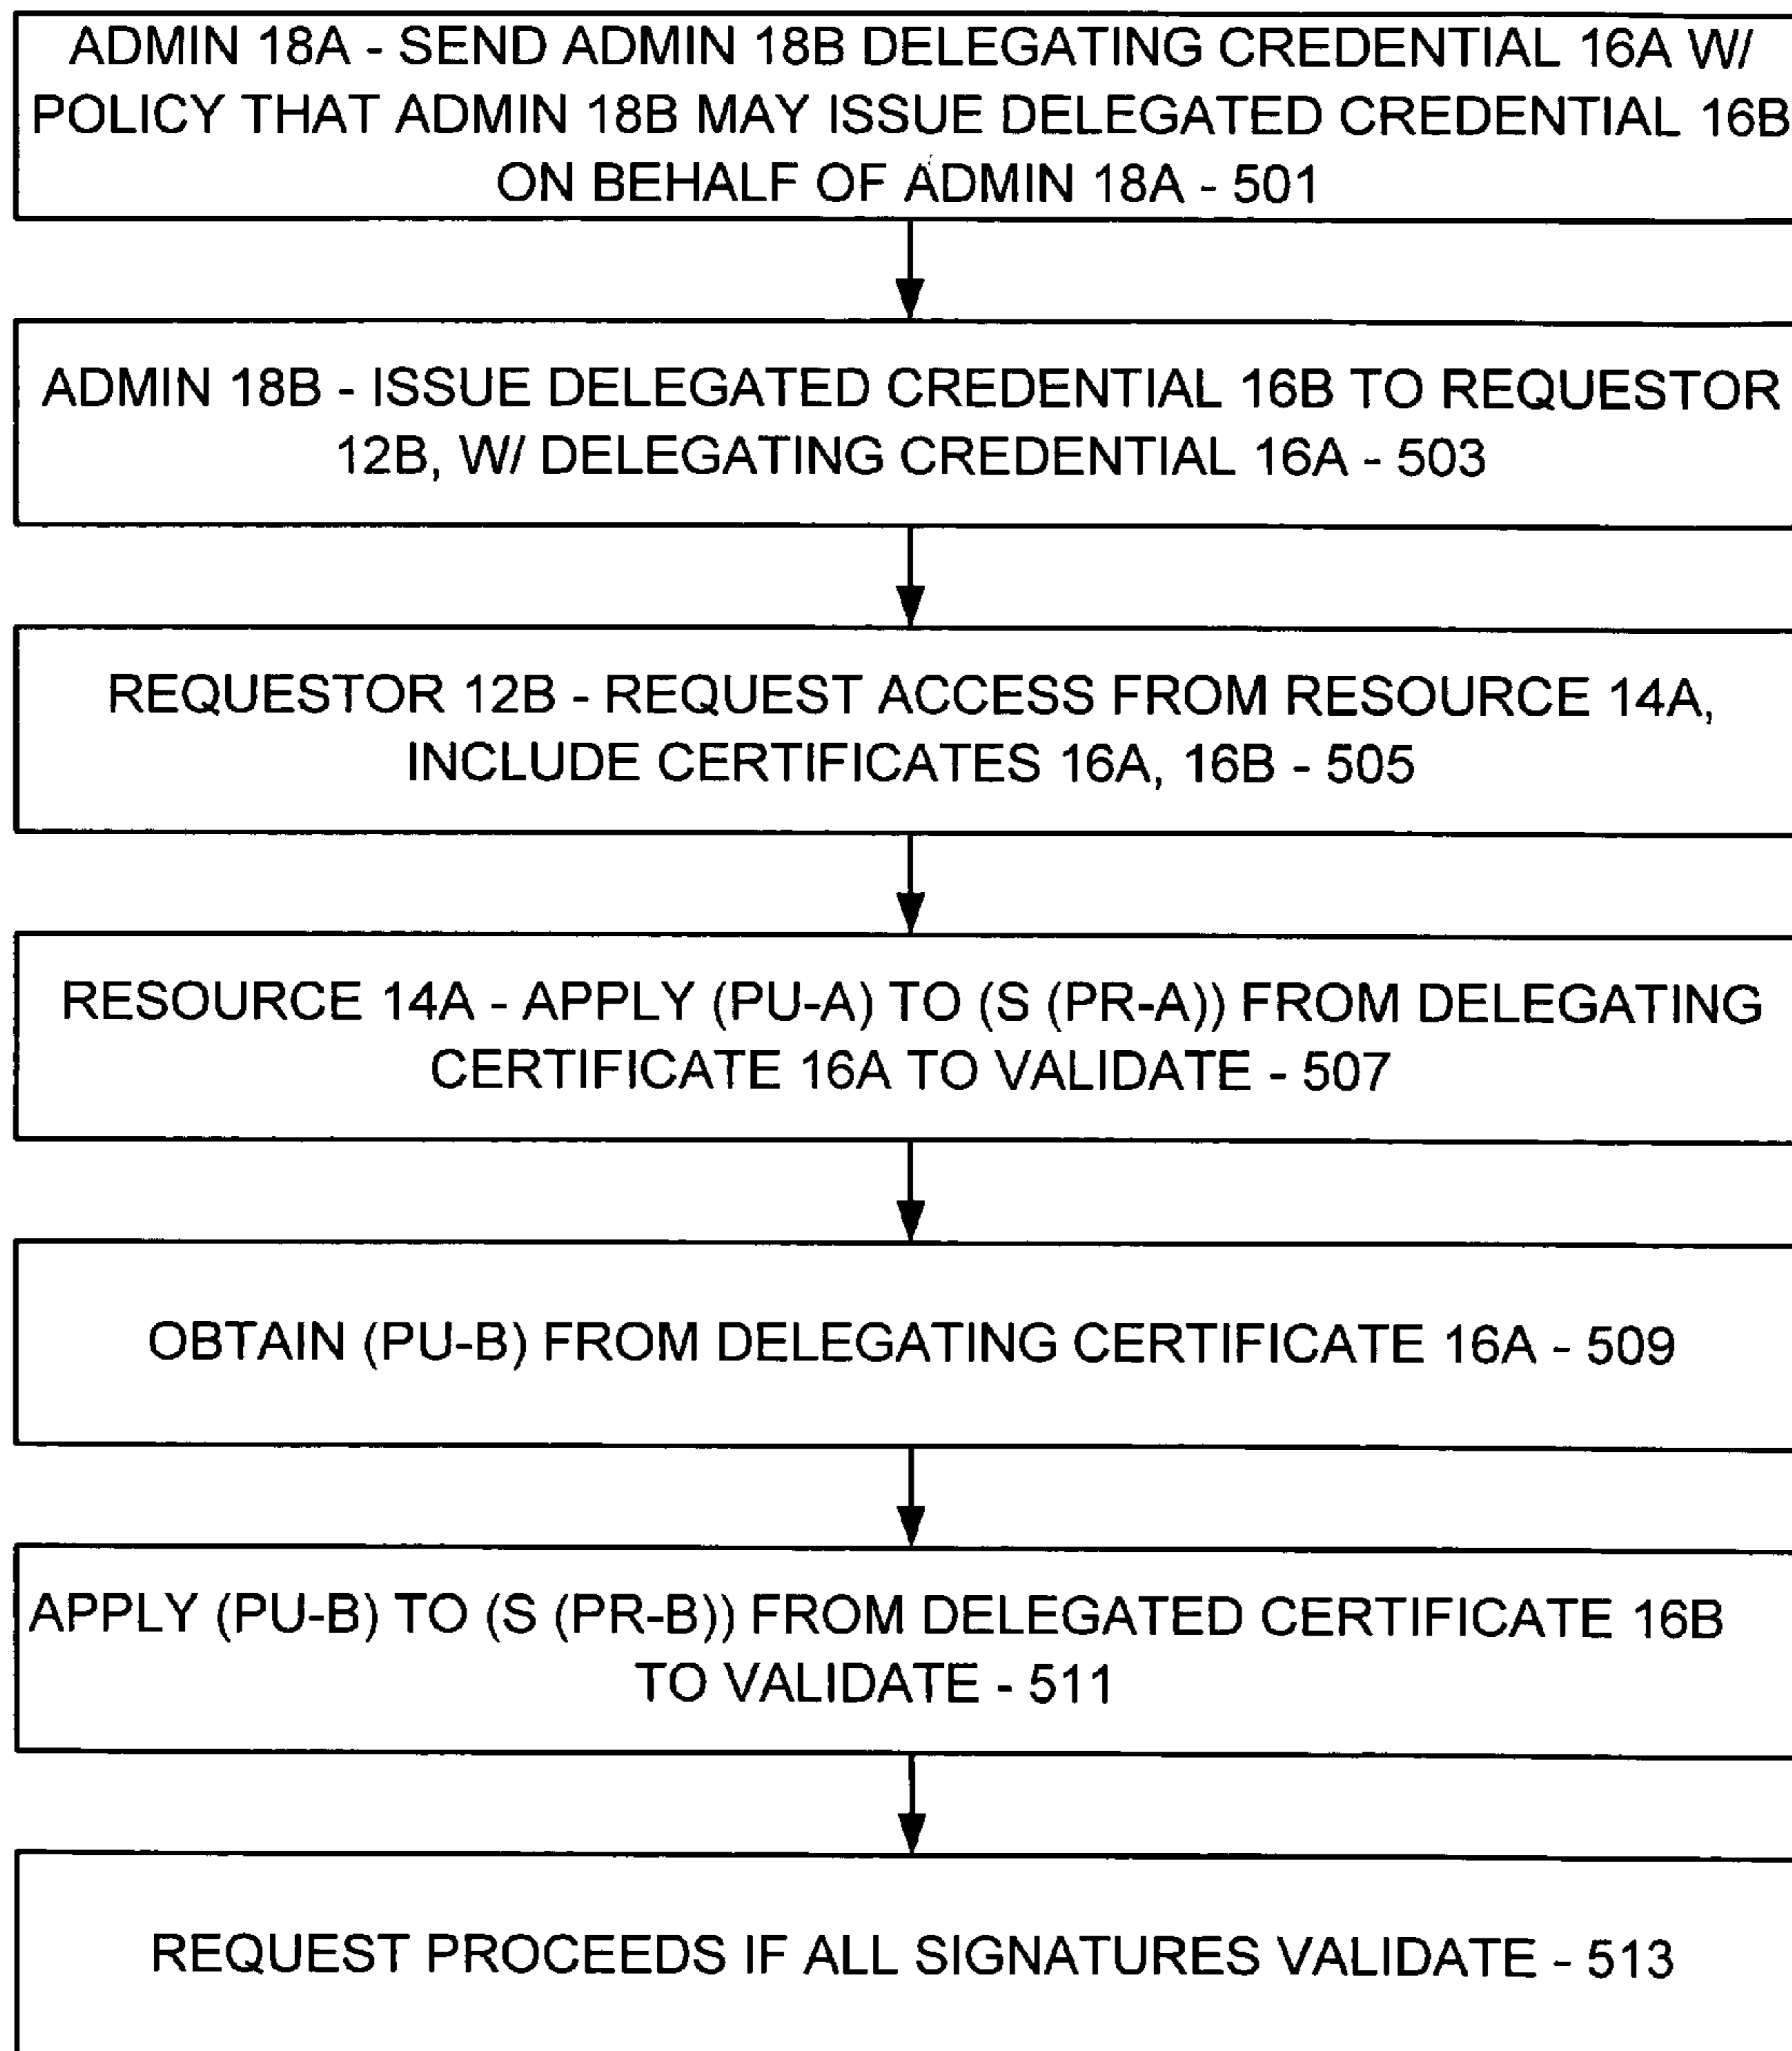 ADMIN 18A - SEND ADMIN 18B DELEGATING CREDENTIAL 16A W/
POLICY THAT ADMIN 18B MAY ISSUE DELEGATED CREDENTIAL 16B
ON BEHALF OF ADMIN 18A - 501
ADMIN 18B - ISSUE DELEGATED CREDENTIAL 16B TO REQUESTOR
12B, W/ DELEGATING CREDENTIAL 16A - 503
REQUESTOR 12B - REQUEST ACCESS FROM RESOURCE 14A,
INCLUDE CERTIFICATES 16A, 16B - 505
RESOURCE 14A - APPLY (PU-A) TO (S (PR-A)) FROM DELEGATING
CERTIFICATE 16A TO VALIDATE - 507
OBTAIN (PU-B) FROM DELEGATING CERTIFICATE 16A - 509
APPLY (PU-B) TO (S (PR-B)) FROM DELEGATED CERTIFICATE 16B
TO VALIDATE - 511
REQUEST PROCEEDS IF ALL SIGNATURES VALIDATE - 513